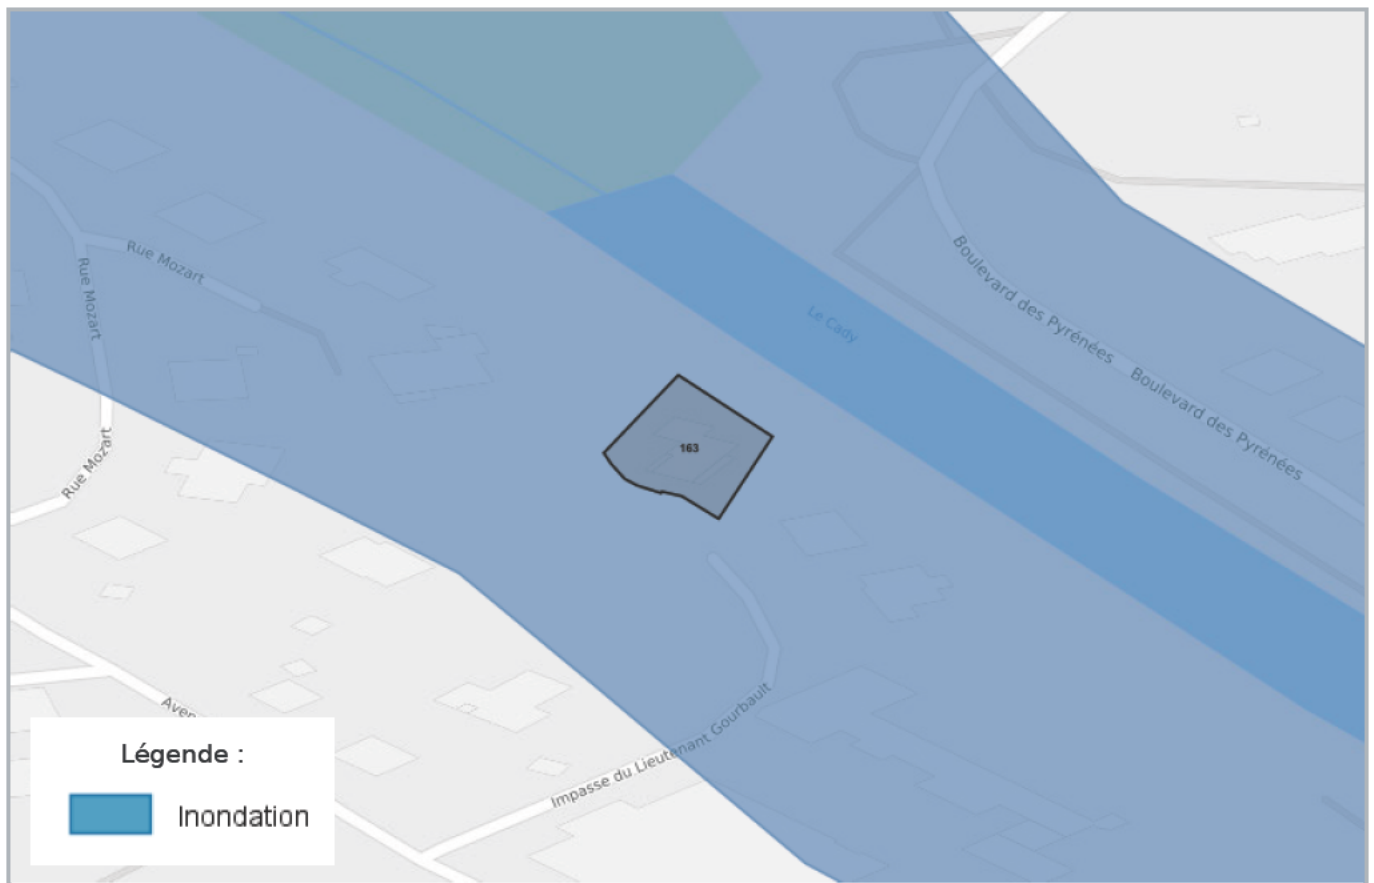 Rue Mozart
Rue Mozart
Rue Mozart
Boulevard des Pyrénées
Boulevard des Pyrénées
Le Cady
163
Aven
Impasse du Lieutenant Gourbault
Légende :
Inondation